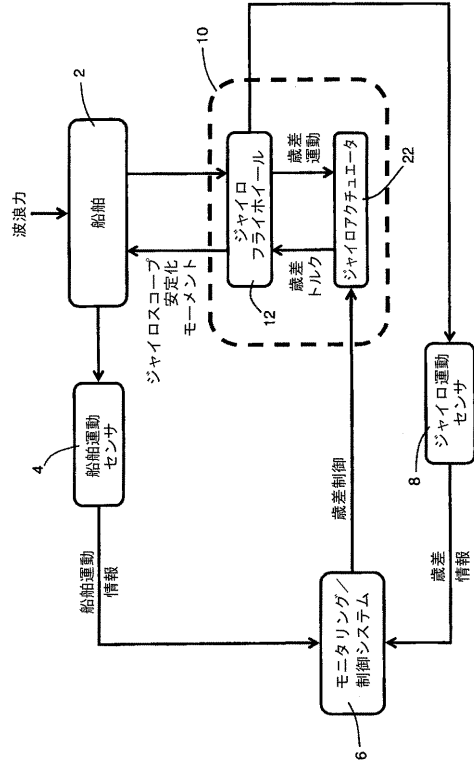 波浪力
2
船舶
4
船舶運動
センサ
船舶運動
情報
ジャイロスコープ
安定化
モーメント
10
ジャイロ
フライホイール
12
歳差
トルク
歳差
運動
ジャイロアクチュエータ
22
歳差制御
モニタリング/
制御システム
6
ジャイロ運動
センサ
8
歳差
情報